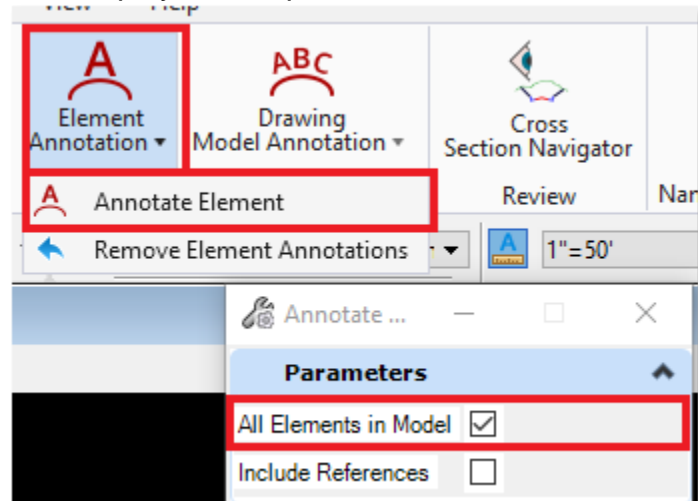 Element
Annotation
Drawing
Model Annotation
Cross
Section Navigator
Annotate Element
Review
Nar
Remove Element Annotations
1"=50'
Annotate ...
Parameters
All Elements in Model
Include References